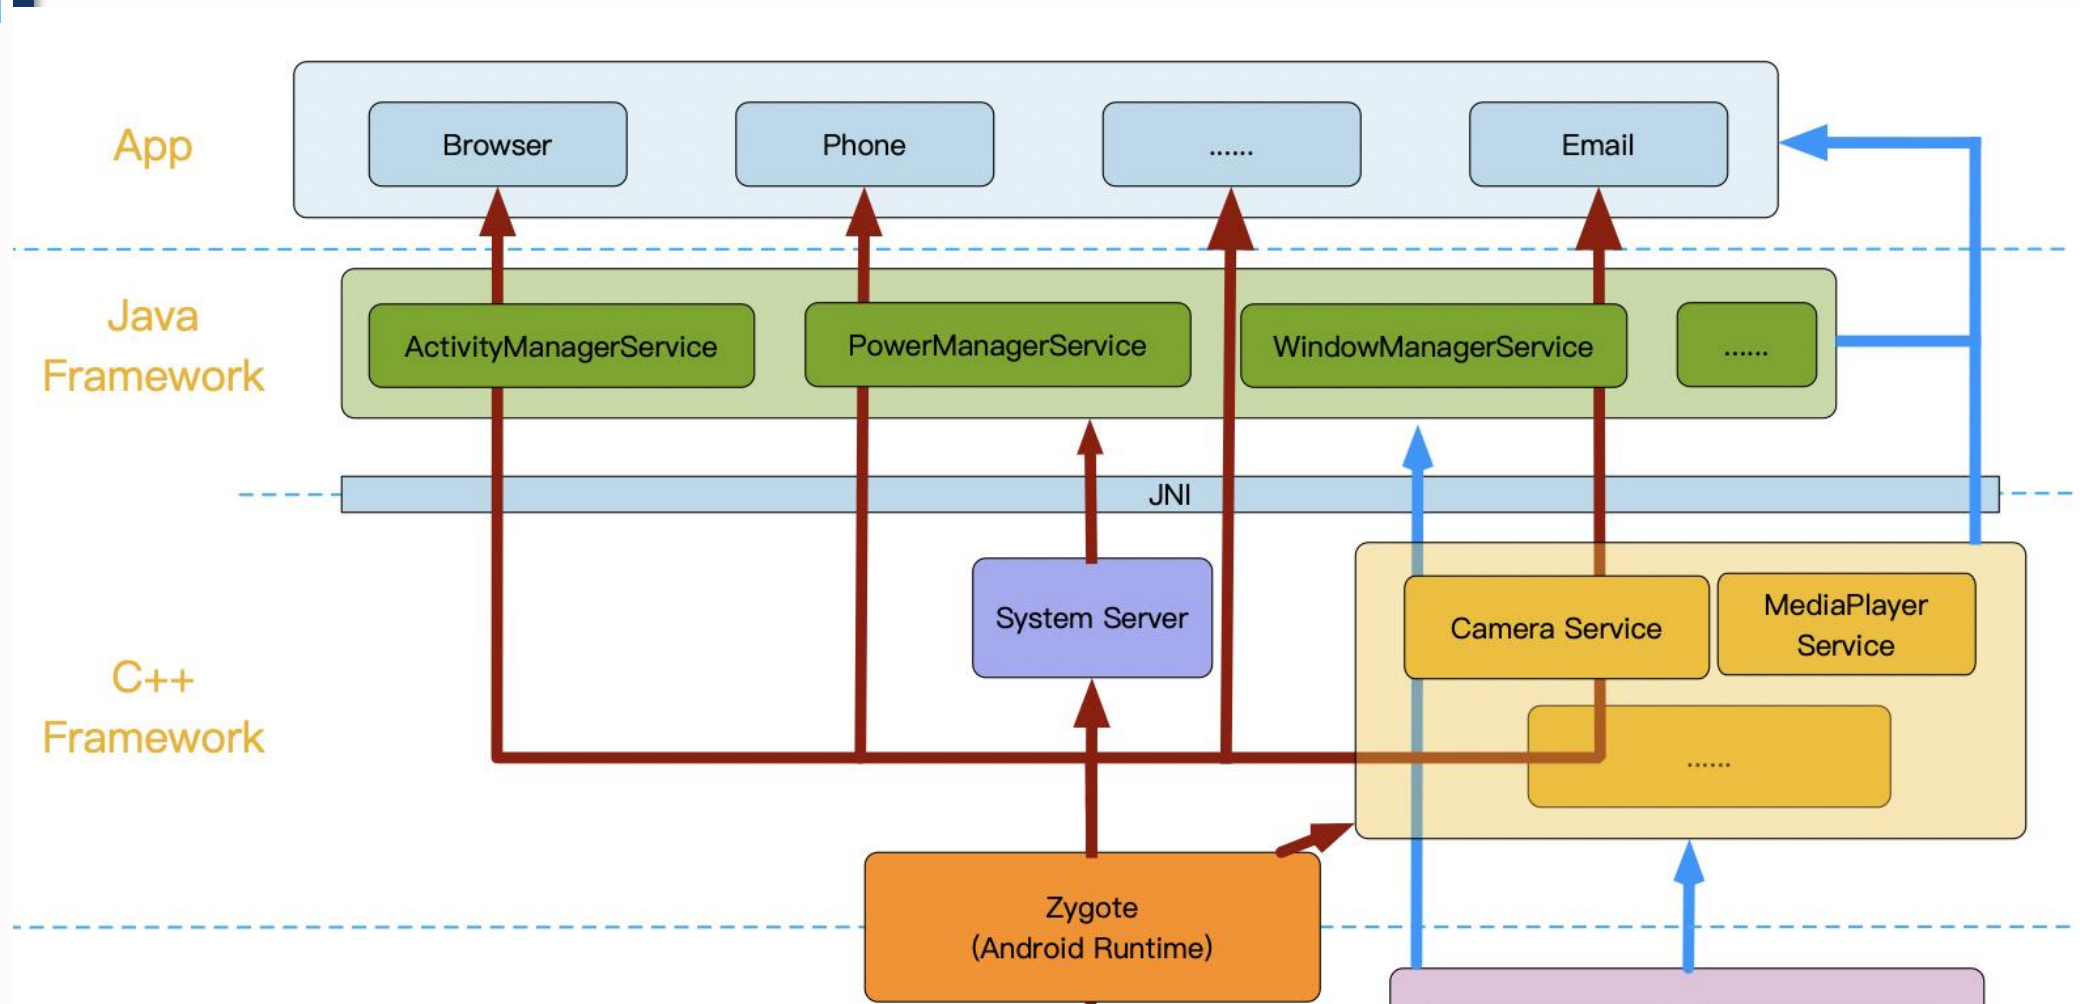 App
Browser
Phone
......
Email
Java
Framework
ActivityManagerService
PowerManagerService
WindowManagerService
......
JNI
C++
Framework
System Server
Camera Service
MediaPlayer
Service
......
Zygote
(Android Runtime)